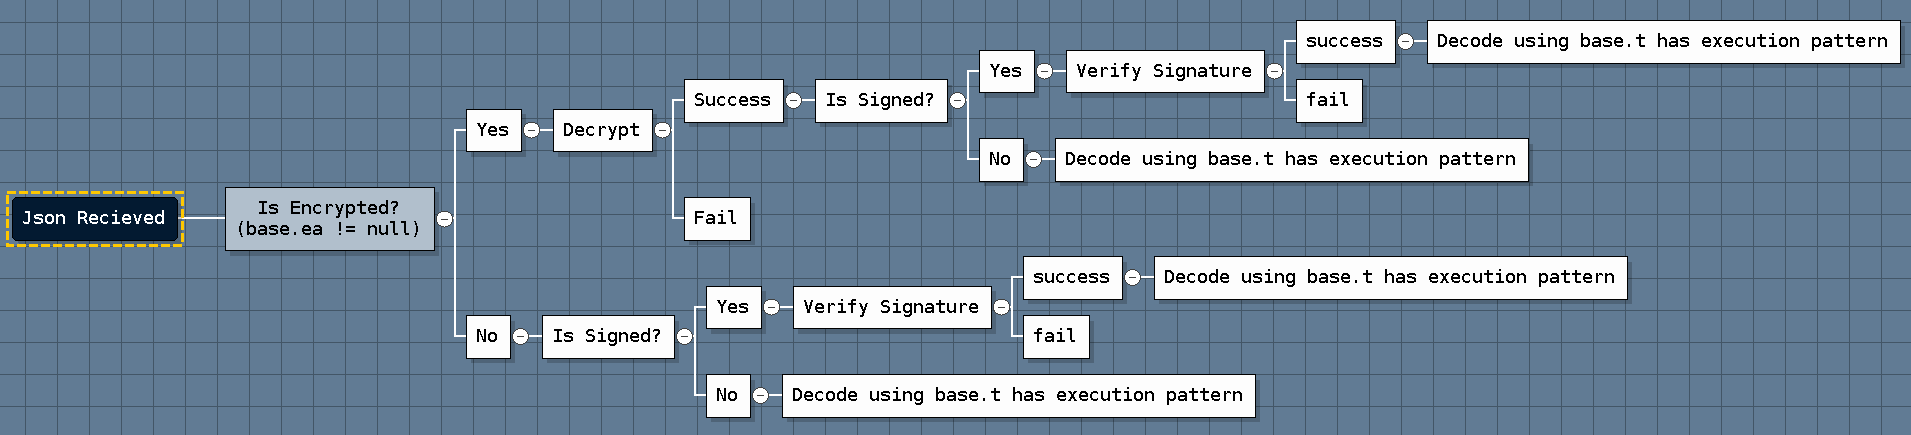 Json Recieved
Is Encrypted?
(base.ea != null)
Yes
Decrypt
Success
Is Signed?
Yes
Verify Signature
success
Decode using base.t has execution pattern
fail
No
Decode using base.t has execution pattern
Fail
No
Is Signed?
Yes
Verify Signature
success
Decode using base.t has execution pattern
fail
No
Decode using base.t has execution pattern